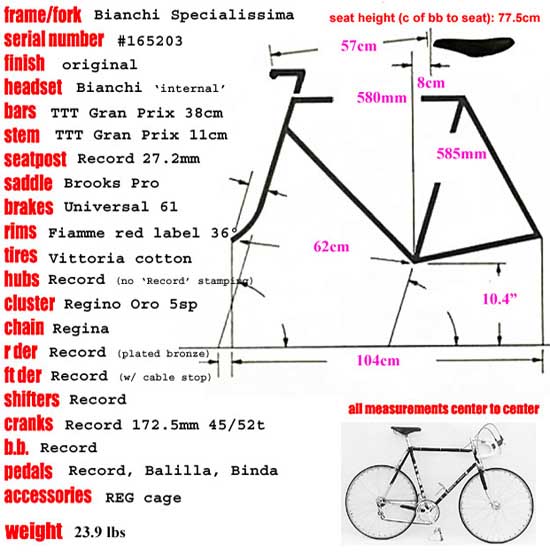 frame/fork Bianchi Specialissima
serial number #165203
finish original
headset Bianchi ‘internal’
bars TTT Gran Prix 38cm
stem TTT Gran Prix 11cm
seatpost Record 27.2mm
saddle Brooks Pro
brakes Universal 61
rims Fiamme red label 36°
tires Vittoria cotton
hubs Record (no ‘Record’ stamping)
cluster Regino Oro 5sp
chain Regina
r der Record (plated bronze)
ft der Record (w/ cable stop)
shifters Record
cranks Record 172.5mm 45/52t
b.b. Record
pedals Record, Balilla, Binda
accessories REG cage
weight 23.9 lbs
seat height (c of bb to seat): 77.5cm
57cm
8cm
580mm
585mm
62cm
10.4”
104cm
all measurements center to center